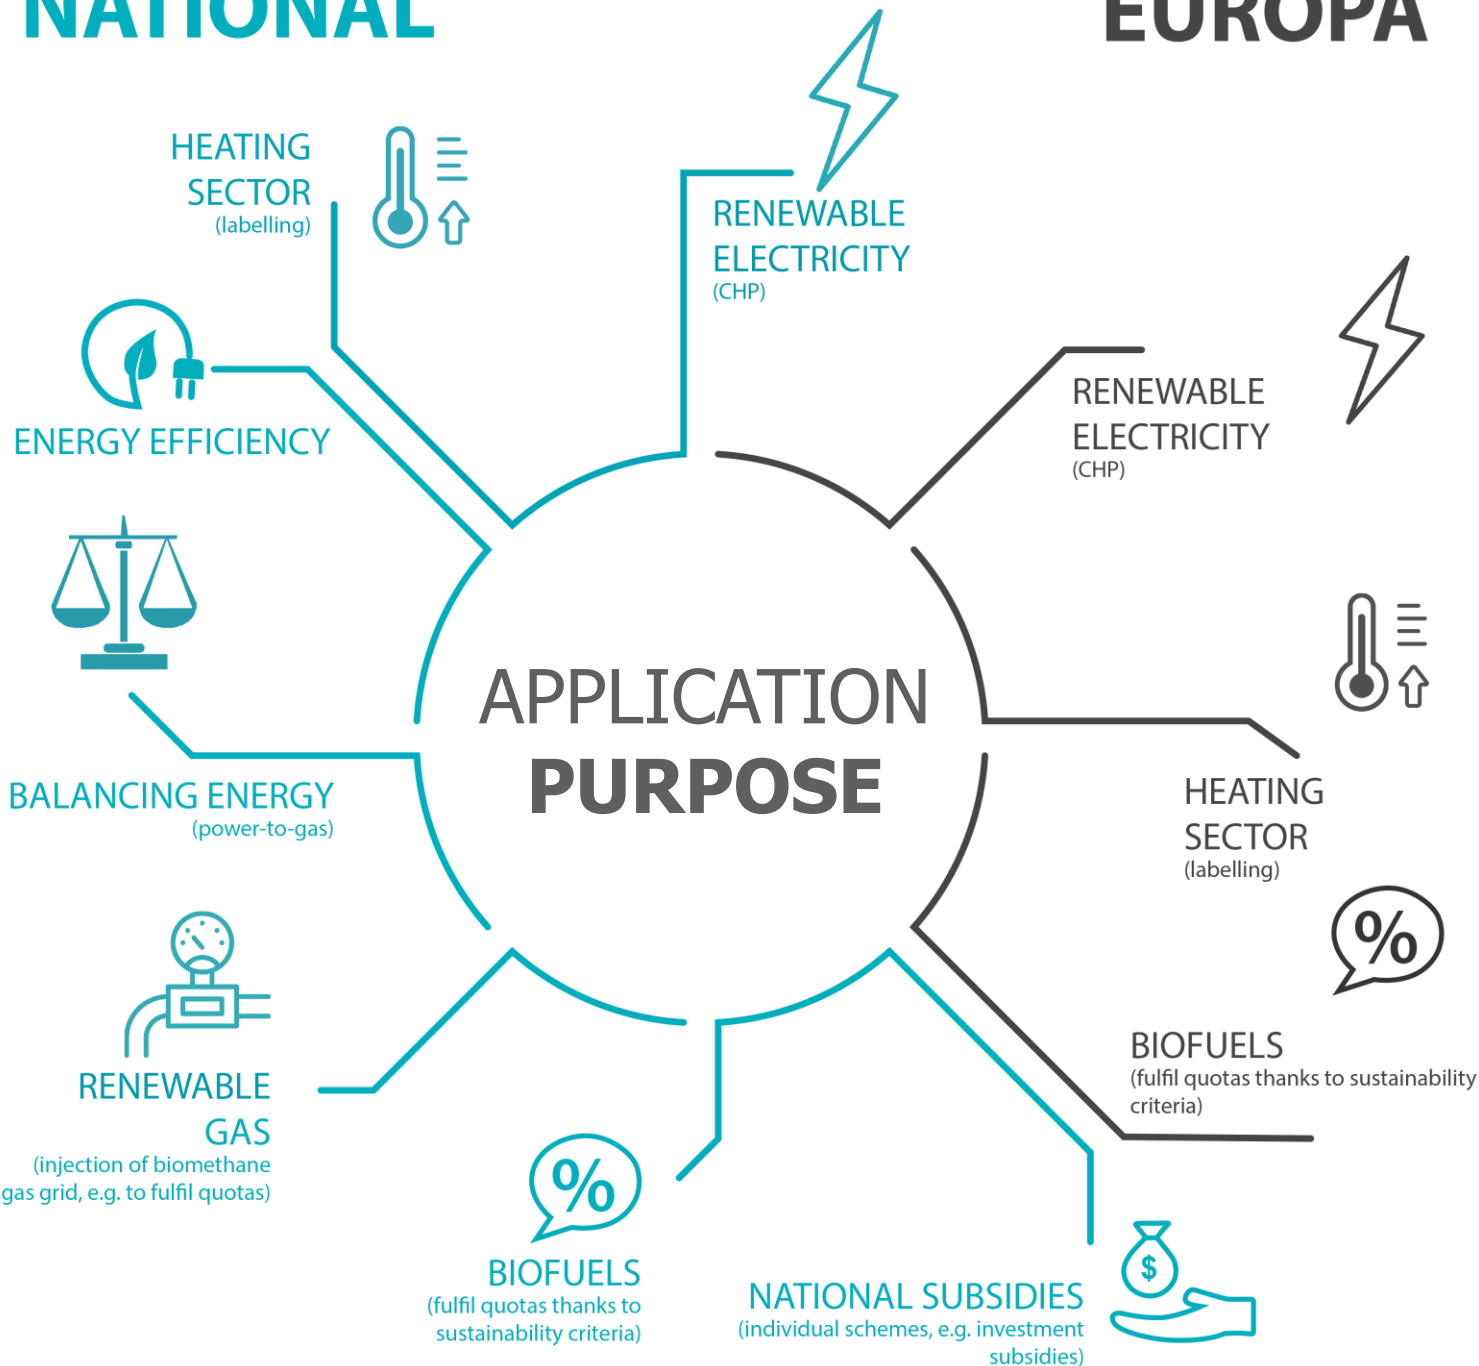 NATIONAL
EUROPA
HEATING
SECTOR
(labelling)
RENEWABLE
ELECTRICITY
(CHP)
RENEWABLE
ELECTRICITY
(CHP)
ENERGY EFFICIENCY
APPLICATION
PURPOSE
BALANCING ENERGY
(power-to-gas)
HEATING
SECTOR
(labelling)
%
BIOFUELS
(fulfil quotas thanks to sustainability
criteria)
RENEWABLE
GAS
(injection of biomethane
gas grid, e.g. to fulfil quotas)
%
BIOFUELS
(fulfil quotas thanks to
sustainability criteria)
$
NATIONAL SUBSIDIES
(individual schemes, e.g. investment
subsidies)